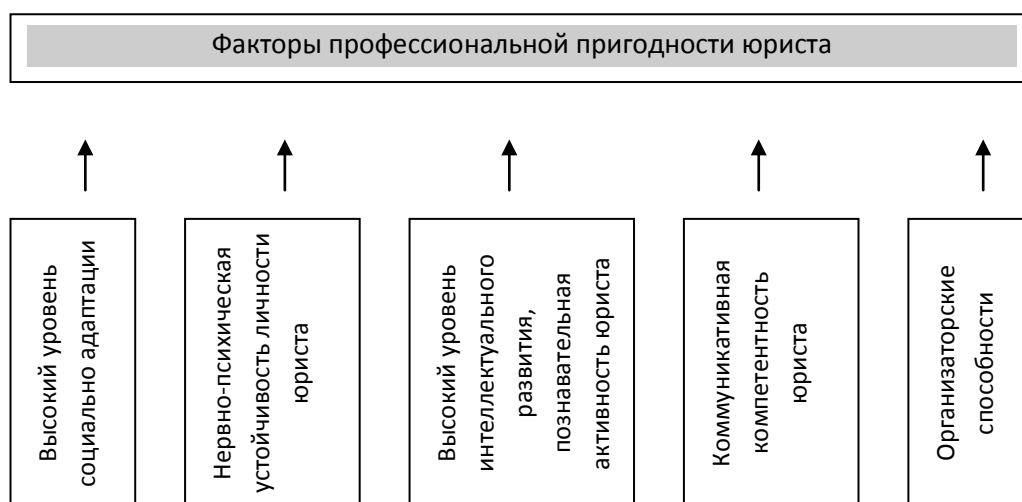 Факторы профессиональной пригодности юриста
Высокий уровень
социально адаптации
Нервно-психическая
устойчивость личности
юриста
Высокий уровень
интеллектуального
развития,
познавательная
активность юриста
Коммуникативная
компетентность
юриста
Организаторские
способности